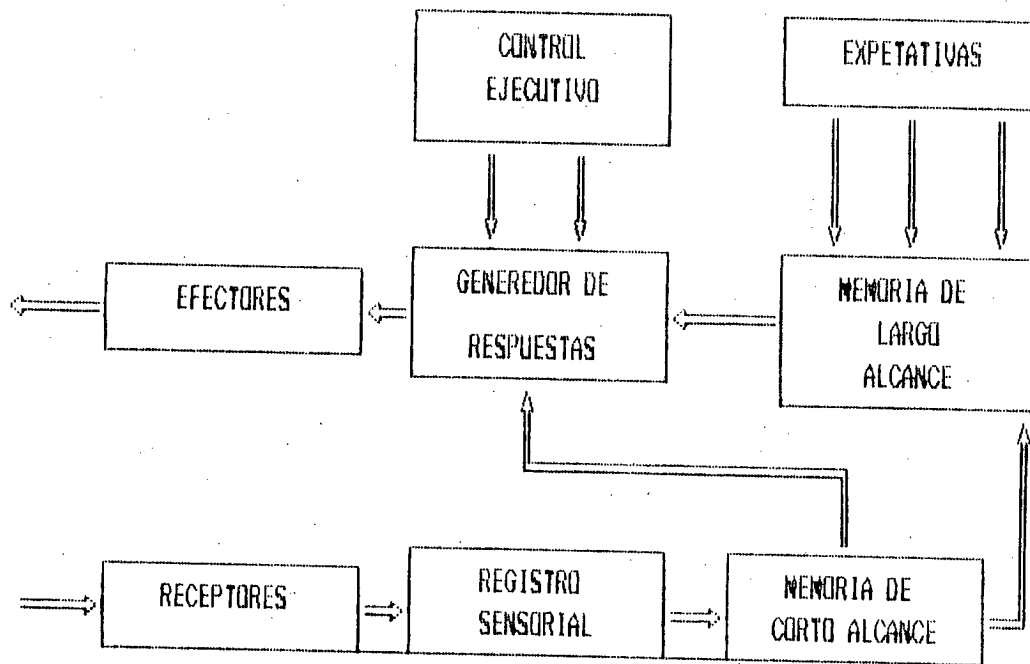 CONTROL
EJECUTIVO
EXPETATIVAS
EFECTORES
GENEREDOR DE
RESPUESTAS
MEMORIA DE
LARGO
ALCANCE
RECEPTORES
REGISTRO
SENSORIAL
MEMORIA DE
CORTO ALCANCE